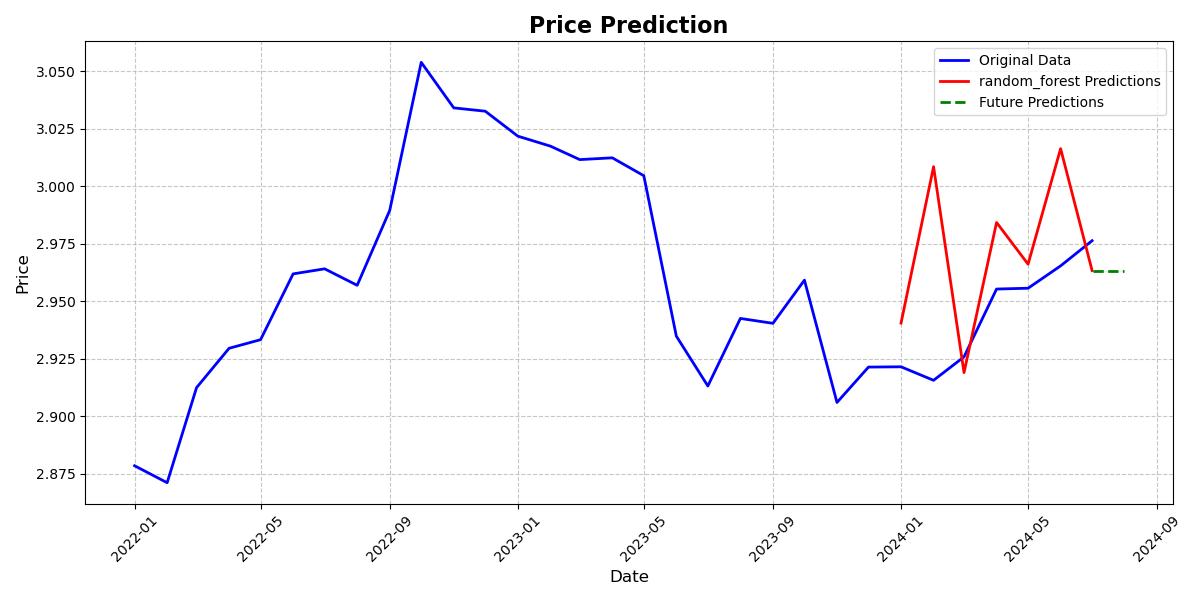 Price Prediction
Original Data
random_forest Predictions
Future Predictions
Price
3.050
3.025
3.000
2.975
2.950
2.925
2.900
2.875
2022-01
2022-05
2022-09
2023-01
2023-05
2023-09
2024-01
2024-05
2024-09
Date